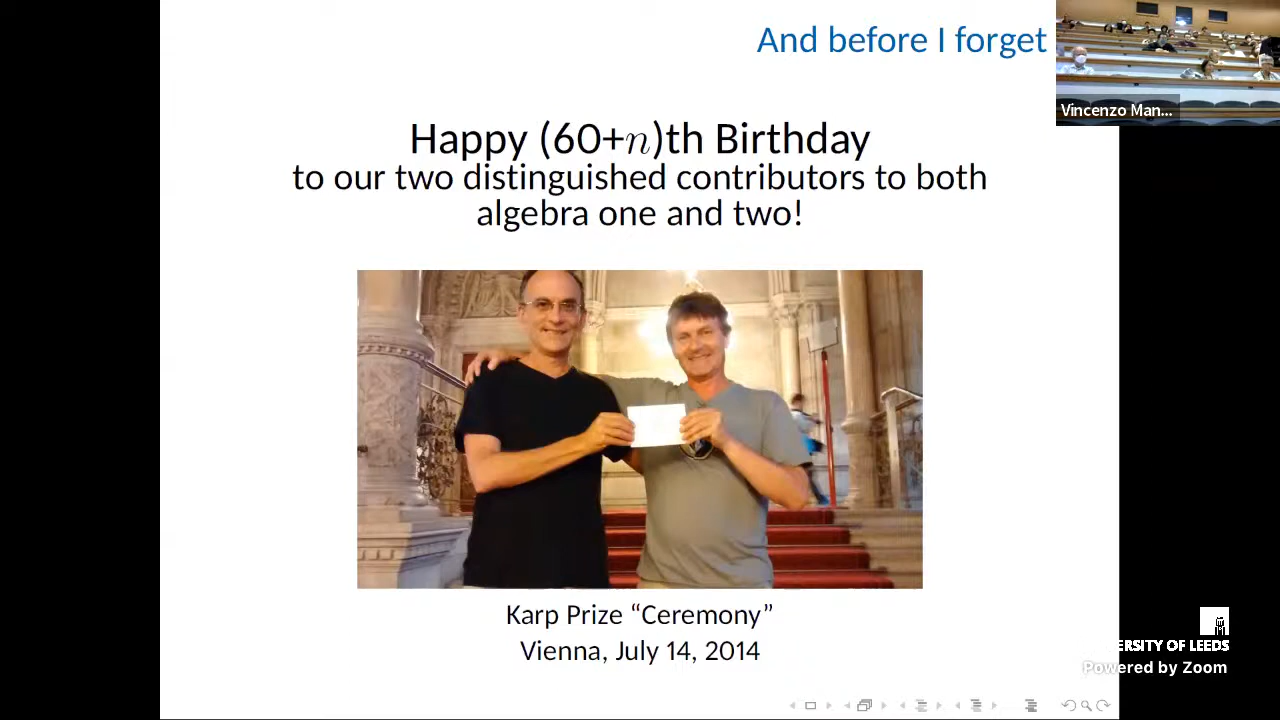 And before I forget
Vincenzo Man...
Happy (60+n)th Birthday
to our two distinguished contributors to both
algebra one and two!
Karp Prize “Ceremony”
Vienna, July 14, 2014
ERSITY OF LEEDS
Powered by Zoom